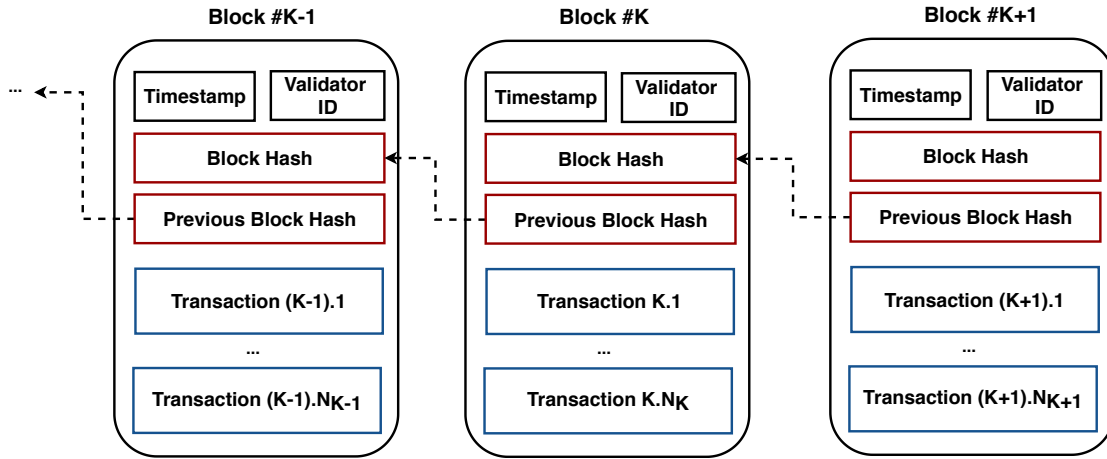 Block #K-1
Block #K
Block #K+1
...
Timestamp
Validator
ID
Block Hash
Previous Block Hash
Transaction (K-1).1
...
Transaction (K-1).NK-1
Timestamp
Validator
ID
Block Hash
Previous Block Hash
Transaction K.1
...
Transaction K.NK
Timestamp
Validator
ID
Block Hash
Previous Block Hash
Transaction (K+1).1
...
Transaction (K+1).NK+1